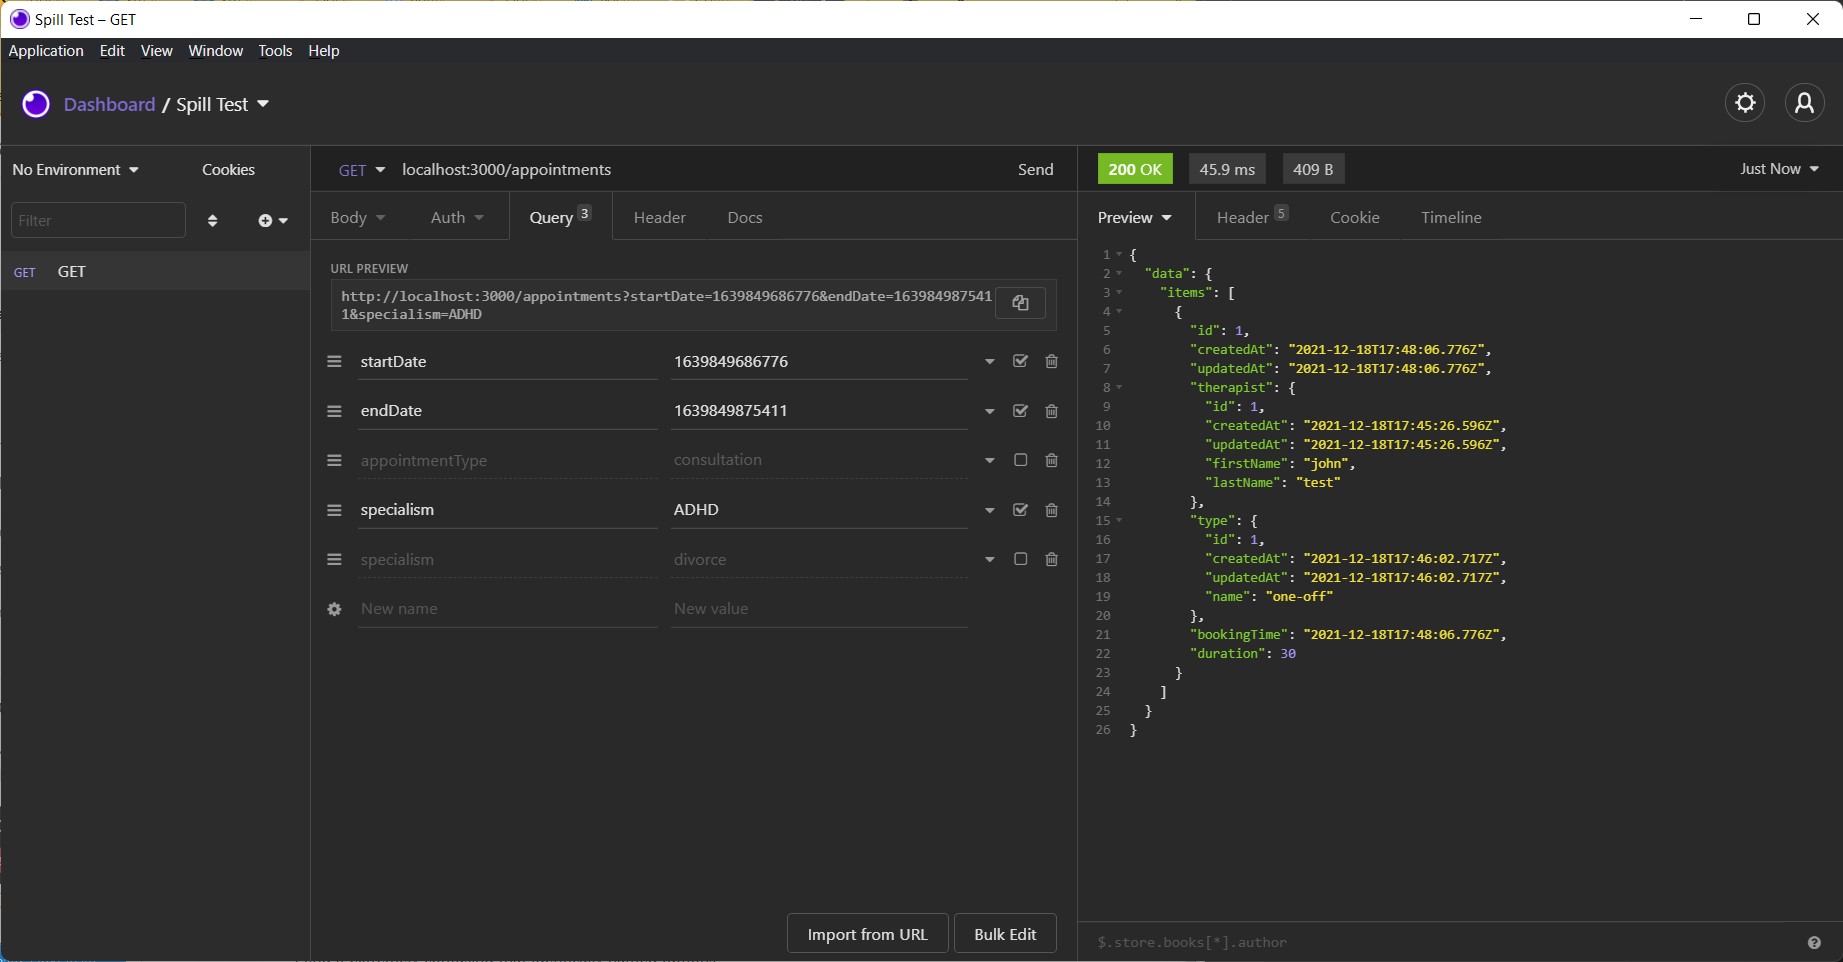 Spill Test – GET
Application Edit View Window Tools Help
Dashboard / Spill Test
No Environment Cookies
Filter
GET GET
GET localhost:3000/appointments Send
Body Auth Query 3 Header Docs
URL PREVIEW
http://localhost:3000/appointments?startDate=1639849686776&endDate=163984987541
1&specialism=ADHD
startDate 1639849686776
endDate 1639849875411
appointmentType consultation
specialism ADHD
specialism divorce
New name New value
Import from URL Bulk Edit
200 OK 45.9 ms 409 B Just Now
Preview Header 5 Cookie Timeline
1 {
2 "data": {
3 "items": [
4 {
5 "id": 1,
6 "createdAt": "2021-12-18T17:48:06.776Z",
7 "updatedAt": "2021-12-18T17:48:06.776Z",
8 "therapist": {
9 "id": 1,
10 "createdAt": "2021-12-18T17:45:26.596Z",
11 "updatedAt": "2021-12-18T17:45:26.596Z",
12 "firstName": "john",
13 "lastName": "test"
14 },
15 "type": {
16 "id": 1,
17 "createdAt": "2021-12-18T17:46:02.717Z",
18 "updatedAt": "2021-12-18T17:46:02.717Z",
19 "name": "one-off"
20 },
21 "bookingTime": "2021-12-18T17:48:06.776Z",
22 "duration": 30
23 }
24 ]
25 }
26 }
$.store.books[*].author